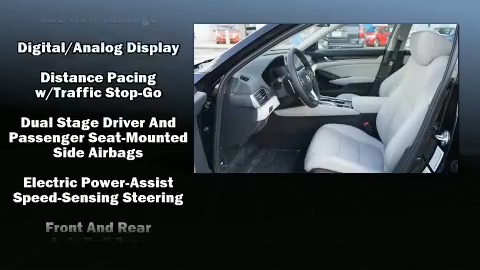 Digital/Analog Display
Distance Pacing
w/Traffic Stop-Go
Dual Stage Driver And
Passenger Seat-Mounted
Side Airbags
Electric Power-Assist
Speed-Sensing Steering
Front And Rear